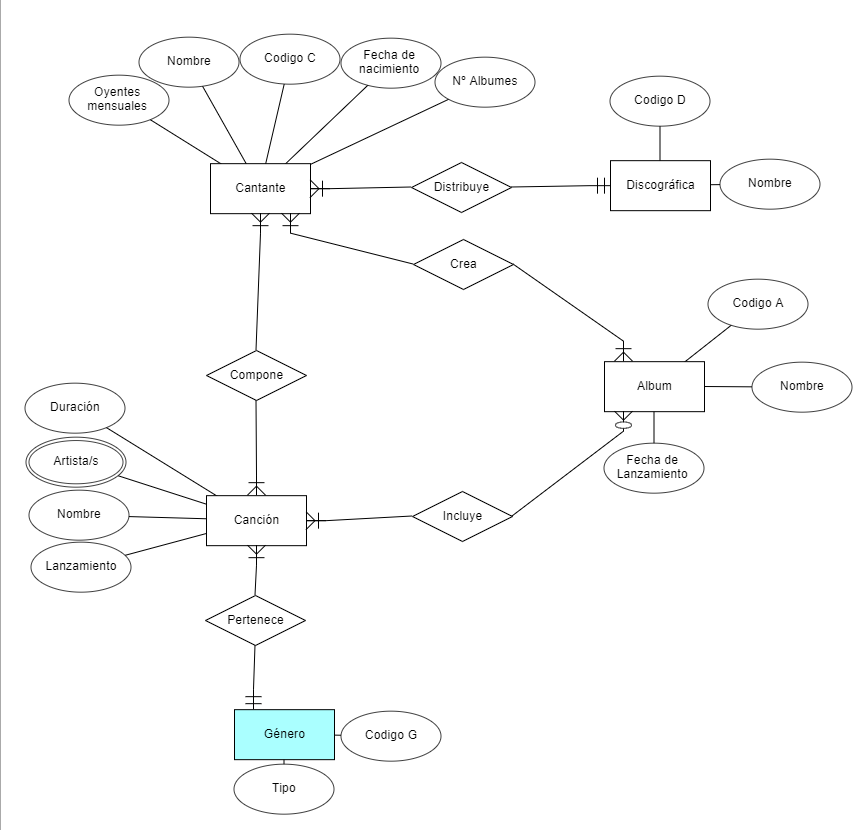 Nombre
Codigo C
Fecha de
nacimiento
Nº Albumes
Oyentes
mensuales
Codigo D
Cantante
Distribuye
Discográfica
Nombre
Crea
Codigo A
Compone
Album
Nombre
Duración
Artista/s
Fecha de
Lanzamiento
Nombre
Canción
Incluye
Lanzamiento
Pertenece
Género
Codigo G
Tipo